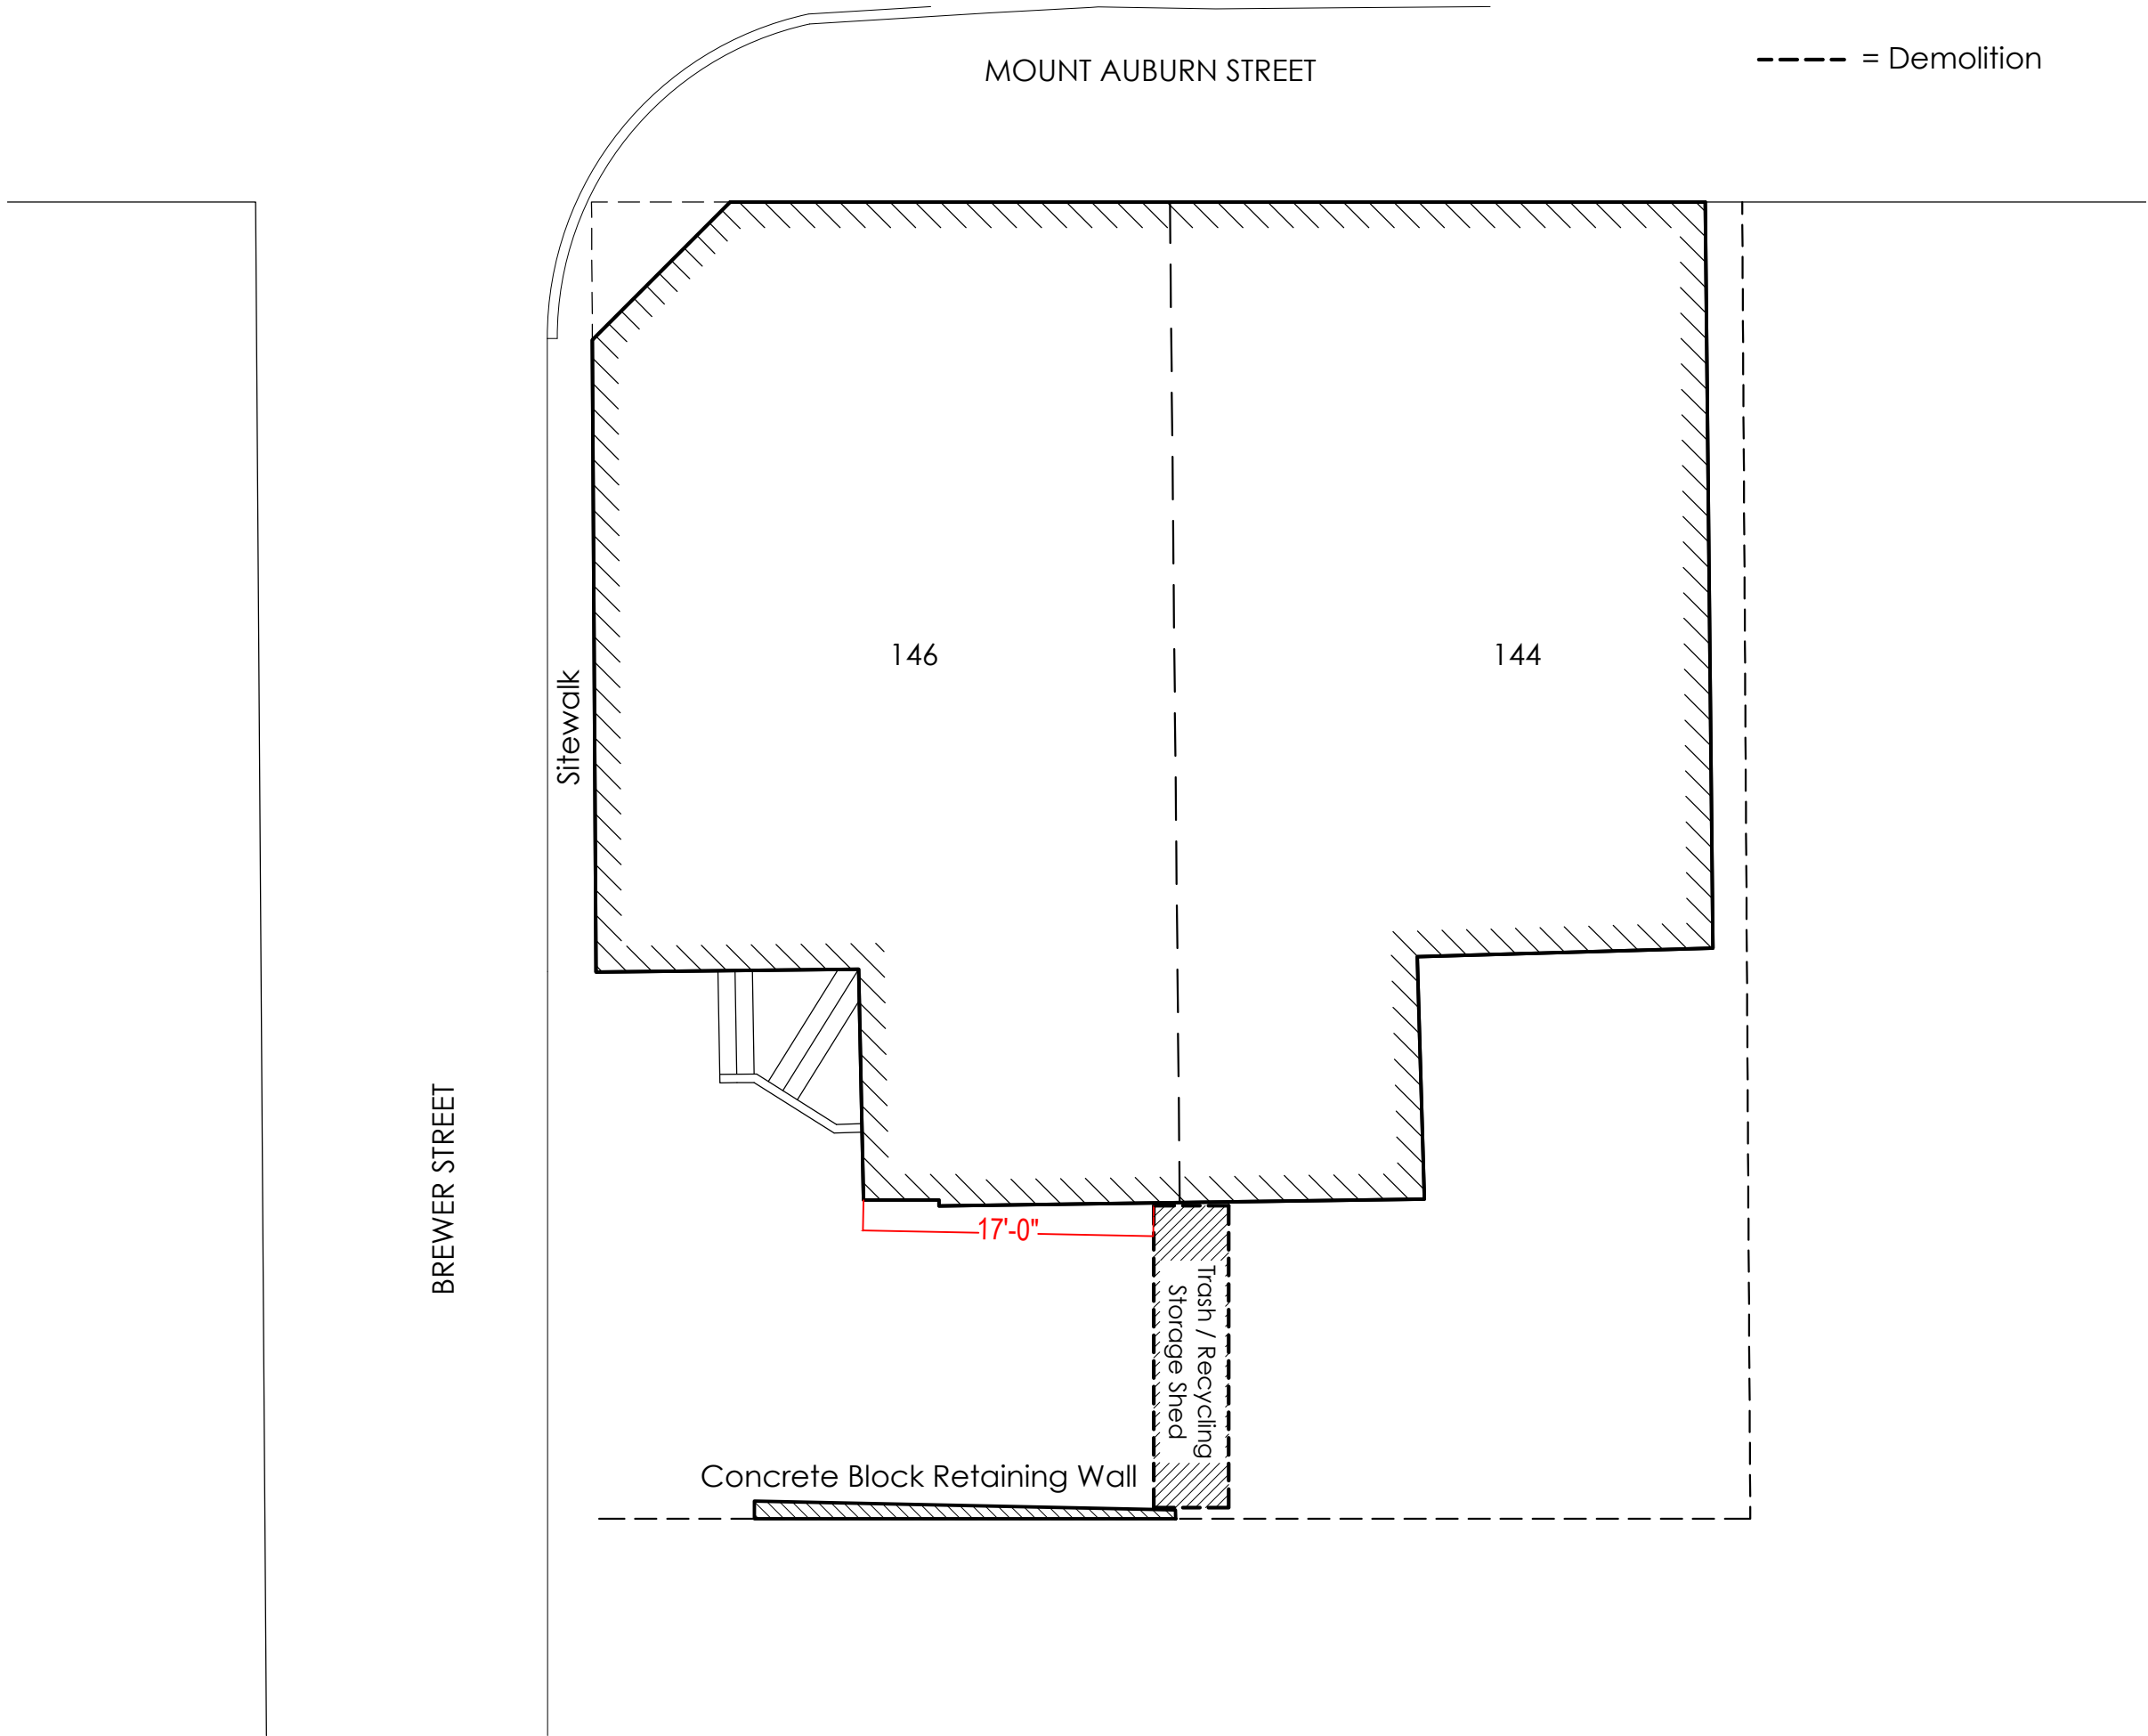 MOUNT AUBURN STREET
= Demolition
146
144
Sitewalk
BREWER STREET
17'-0"
Trash / Recycling
Storage Shed
Concrete Block Retaining Wall